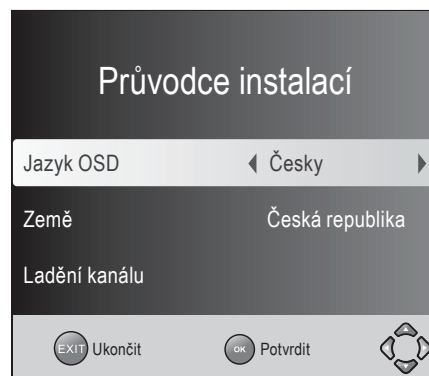 Průvodce instalací
Jazyk OSD Česky
Země Česká republika
Ladění kanálu
EXIT Ukončit OK Potvrdit